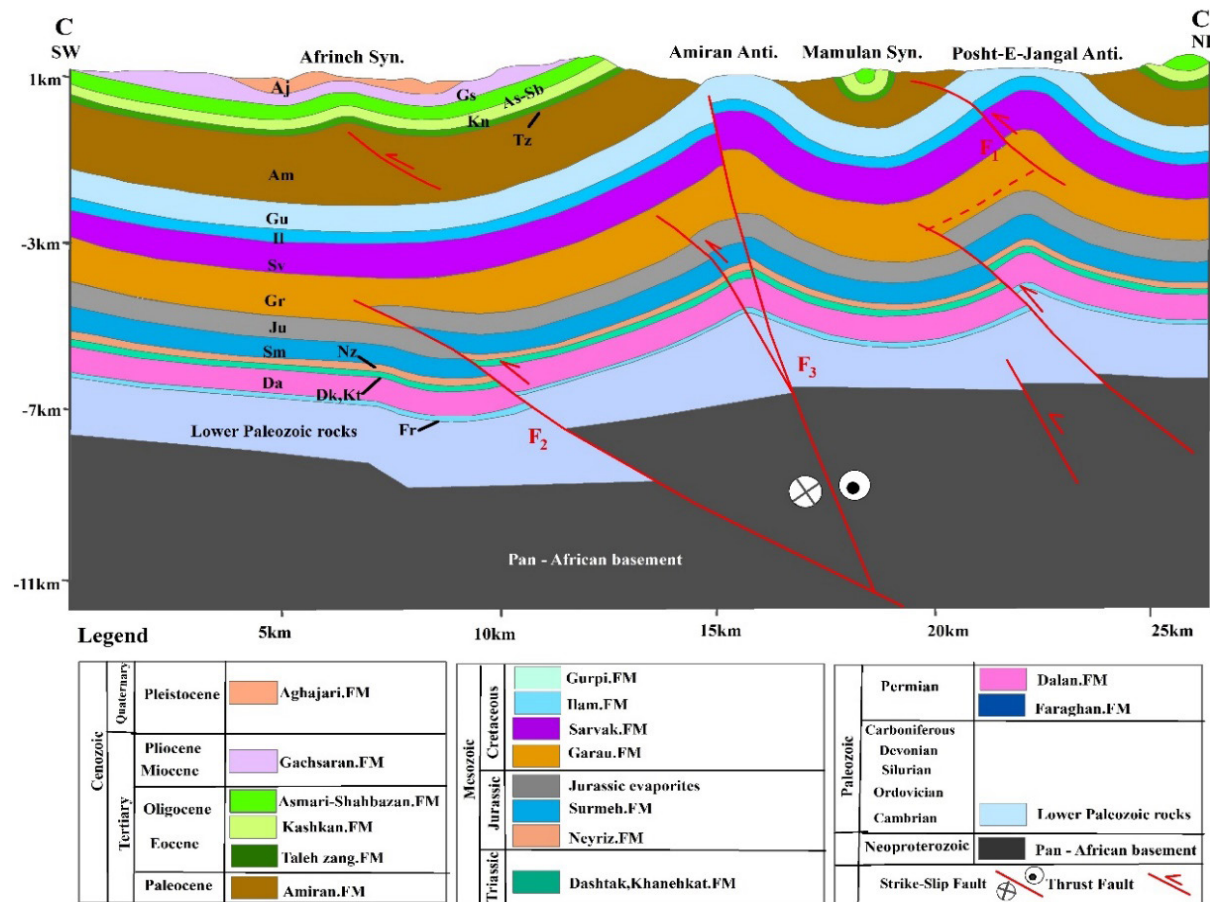 C
SW
Afrineh Syn.
Amiran Anti.
Mamulan Syn.
Posht-E-Jangal Anti.
C
1km
Aj
Gs
As-Sb
Kn
Tz
Am
Gu
Il
Sv
Gr
Ju
Sm
Nz
Da
Dk,Kt
Fr
Lower Paleozoic rocks
F1
F2
F3
-3km
-7km
-11km
Pan - African basement
5km
10km
15km
20km
25km
Legend
Cenozoic
Quaternary
Pleistocene
Aghajari.FM
Tertiary
Pliocene
Miocene
Gachsaran.FM
Oligocene
Asmari-Shahbazan.FM
Kashkan.FM
Eocene
Taleh zang.FM
Paleocene
Amiran.FM
Mesozoic
Cretaceous
Gurpi.FM
Ilam.FM
Sarvak.FM
Garau.FM
Jurassic
Jurassic evaporites
Surmeh.FM
Neyriz.FM
Triassic
Dashtak,Khanehkat.FM
Paleozoic
Permian
Dalan.FM
Faraghan.FM
Carboniferous
Devonian
Silurian
Ordovician
Cambrian
Lower Paleozoic rocks
Neoproterozoic
Pan - African basement
Strike-Slip Fault
Thrust Fault